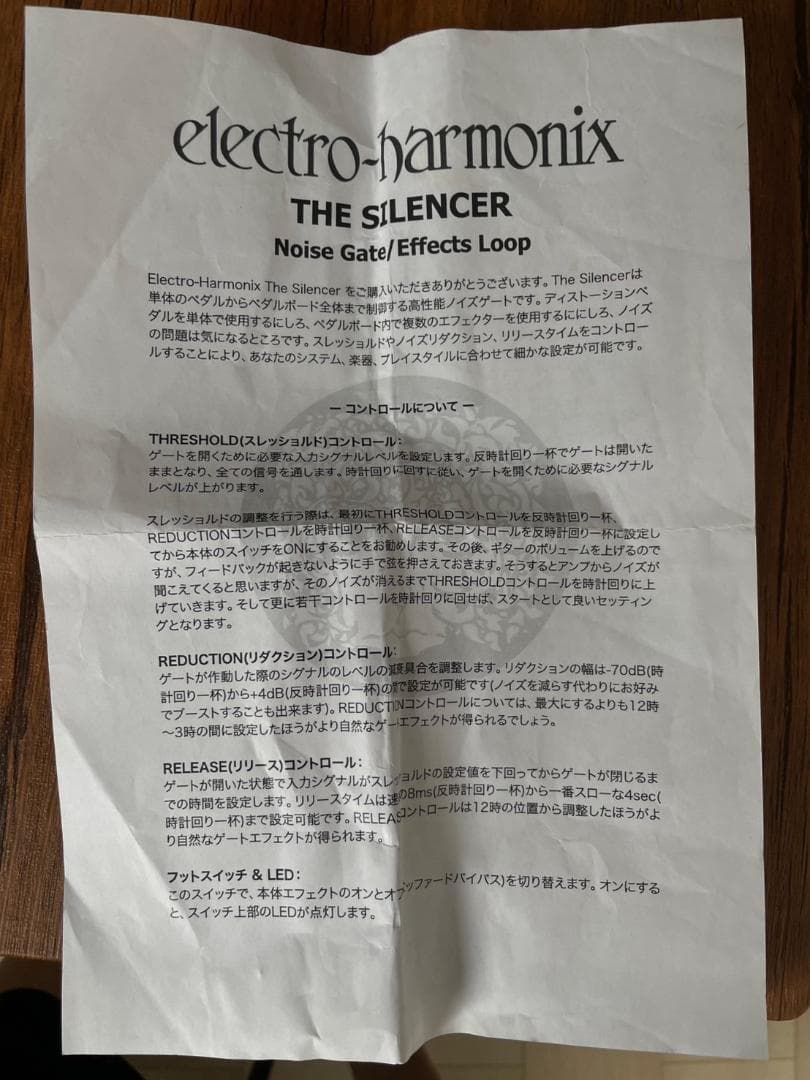 electro-harmonix
THE SILENCER
Noise Gate/Effects Loop
Electro-Harmonix The Silencer をご購入いただきありがとうございます。The Silencerは
単体のペダルからペダルボード全体まで制御する高性能ノイズゲートです。ディストーションペ
ダルを単体で使用するにしろ、ペダルボード内で複数のエフェクターを使用するににしろ、ノイズ
の問題は気になるところです。スレッショルドやノイズリダクション、リリースタイムをコントロー
ルすることにより、あなたのシステム、楽器、プレイスタイルに合わせて細かな設定が可能です。
ー コントロールについて ー
THRESHOLD(スレッショルド)コントロール：
ゲートを開くために必要な入力シグナルレベルを設定します。反時計回り一杯でゲートは開いた
ままとなり、全ての信号を通します。時計回りに回すに従い、ゲートを開くために必要なシグナル
レベルが上がります。
スレッショルドの調整を行う際は、最初にTHRESHOLDコントロールを反時計回り一杯、
REDUCTIONコントロールを時計回り一杯、RELEASEコントロールを反時計回り一杯に設定し
てから本体のスイッチをONにすることをお勧めします。その後、ギターのボリュームを上げるので
すが、フィードバックが起きないように手で弦を押さえておきます。そうするとアンプからノイズが
聞こえてくると思いますが、そのノイズが消えるまでTHRESHOLDコントロールを時計回りに上
げていきます。そして更に若干コントロールを時計回りに回せば、スタートとして良いセッティン
グとなります。
REDUCTION(リダクション)コントロール：
ゲートが作動した際のシグナルのレベルの減衰具合を調整します。リダクションの幅は-70dB(時
計回り一杯)から+4dB(反時計回り一杯)の間で設定が可能です(ノイズを減らす代わりにお好み
でブーストすることも出来ます)。REDUCTIONコントロールについては、最大にするよりも12時
～3時の間に設定したほうがより自然なゲートエフェクトが得られるでしょう。
RELEASE(リリース)コントロール：
ゲートが開いた状態で入力シグナルがスレッショルドの設定値を下回ってからゲートが閉じるま
での時間を設定します。リリースタイムは速の8ms(反時計回り一杯)から一番スローな4sec(
時計回り一杯)まで設定可能です。RELEASEコントロールは12時の位置から調整したほうがよ
り自然なゲートエフェクトが得られます。
フットスイッチ & LED：
このスイッチで、本体エフェクトのオンとオフ(バッファードバイパス)を切り替えます。オンにする
と、スイッチ上部のLEDが点灯します。